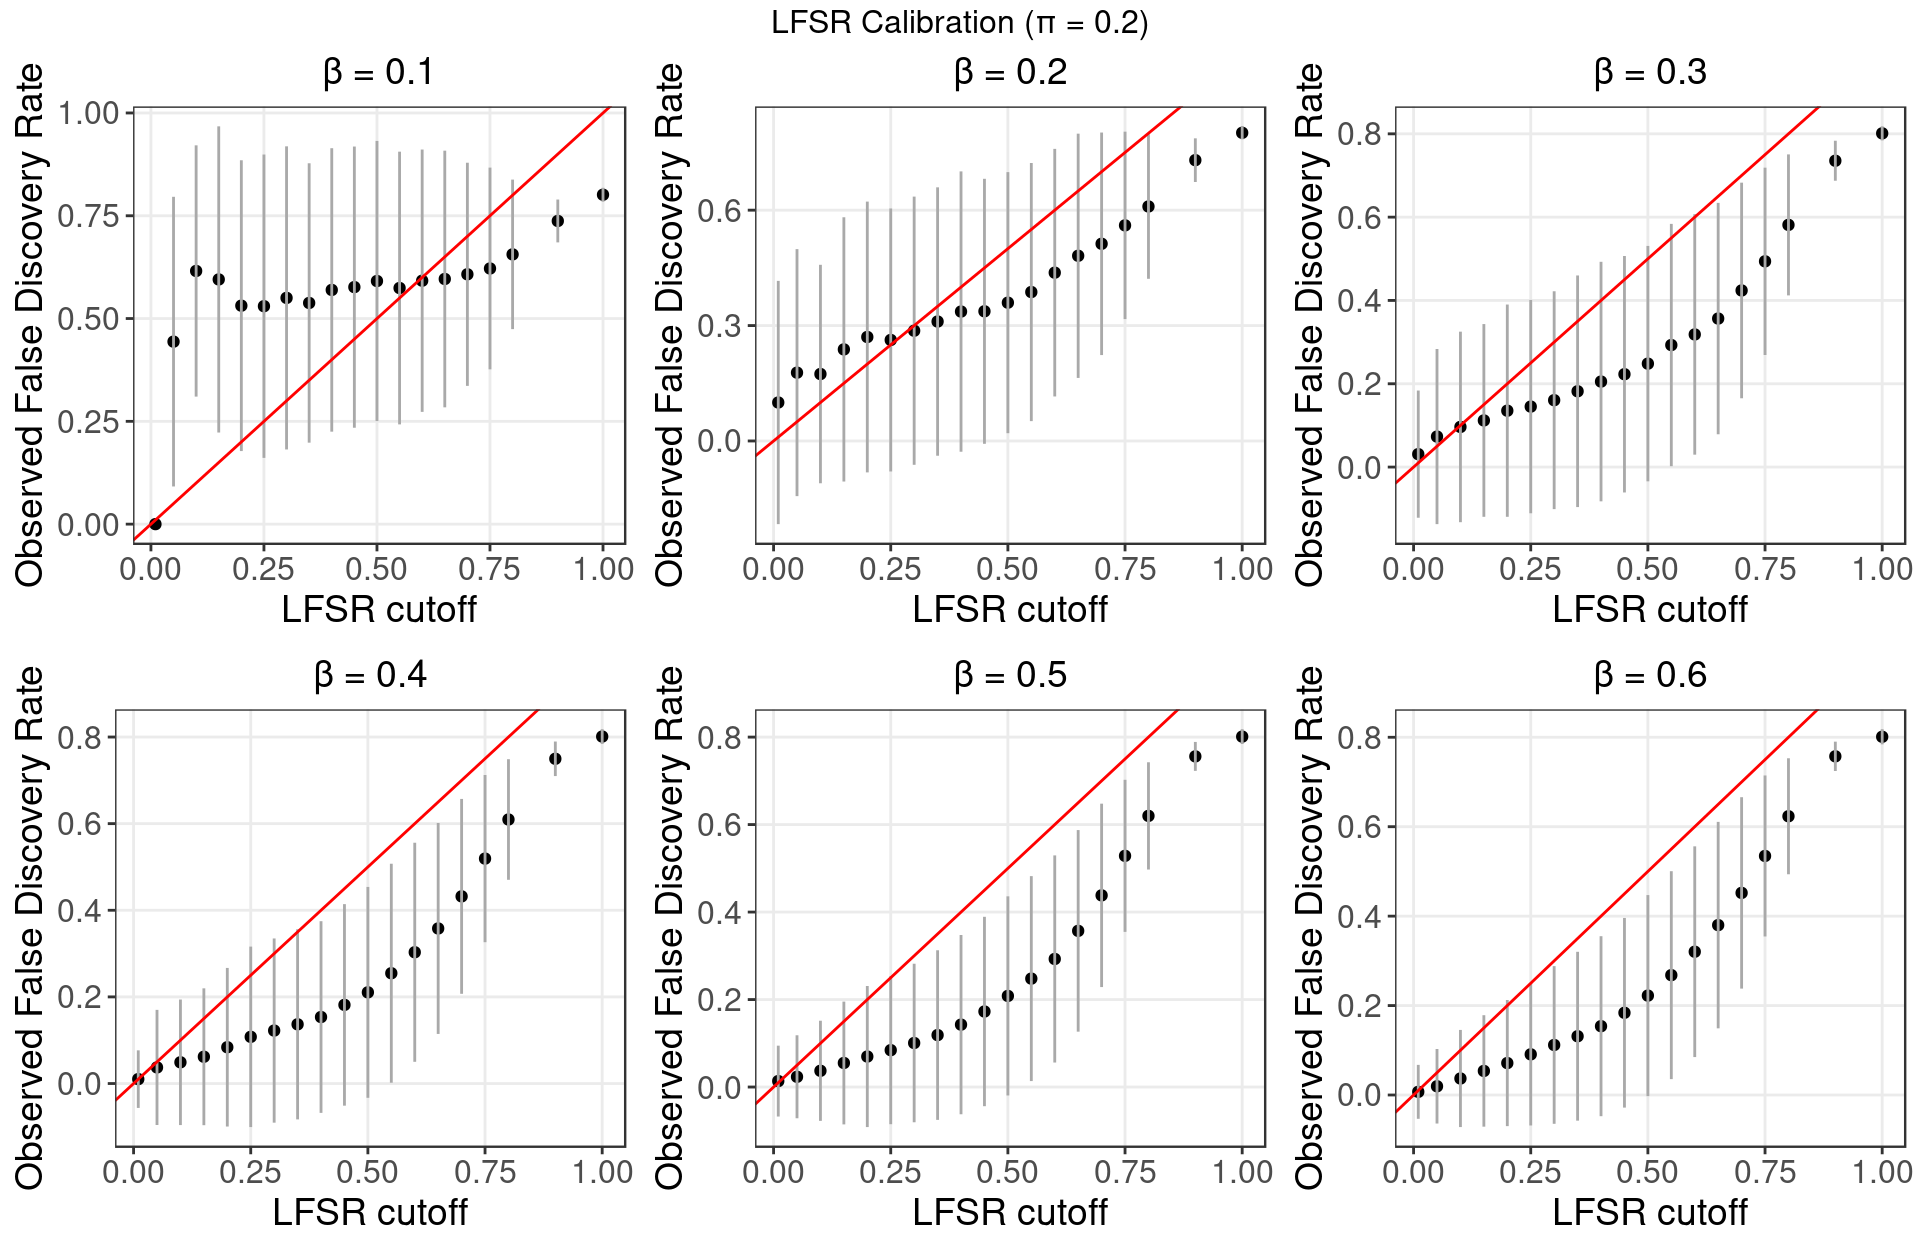 LFSR Calibration (π = 0.2)
β = 0.1
Observed False Discovery Rate
1.00
0.75
0.50
0.25
0.00
0.00 0.25 0.50 0.75 1.00
LFSR cutoff
β = 0.2
Observed False Discovery Rate
0.6
0.3
0.0
0.00 0.25 0.50 0.75 1.00
LFSR cutoff
β = 0.3
Observed False Discovery Rate
0.8
0.6
0.4
0.2
0.0
0.00 0.25 0.50 0.75 1.00
LFSR cutoff
β = 0.4
Observed False Discovery Rate
0.8
0.6
0.4
0.2
0.0
0.00 0.25 0.50 0.75 1.00
LFSR cutoff
β = 0.5
Observed False Discovery Rate
0.8
0.6
0.4
0.2
0.0
0.00 0.25 0.50 0.75 1.00
LFSR cutoff
β = 0.6
Observed False Discovery Rate
0.8
0.6
0.4
0.2
0.0
0.00 0.25 0.50 0.75 1.00
LFSR cutoff